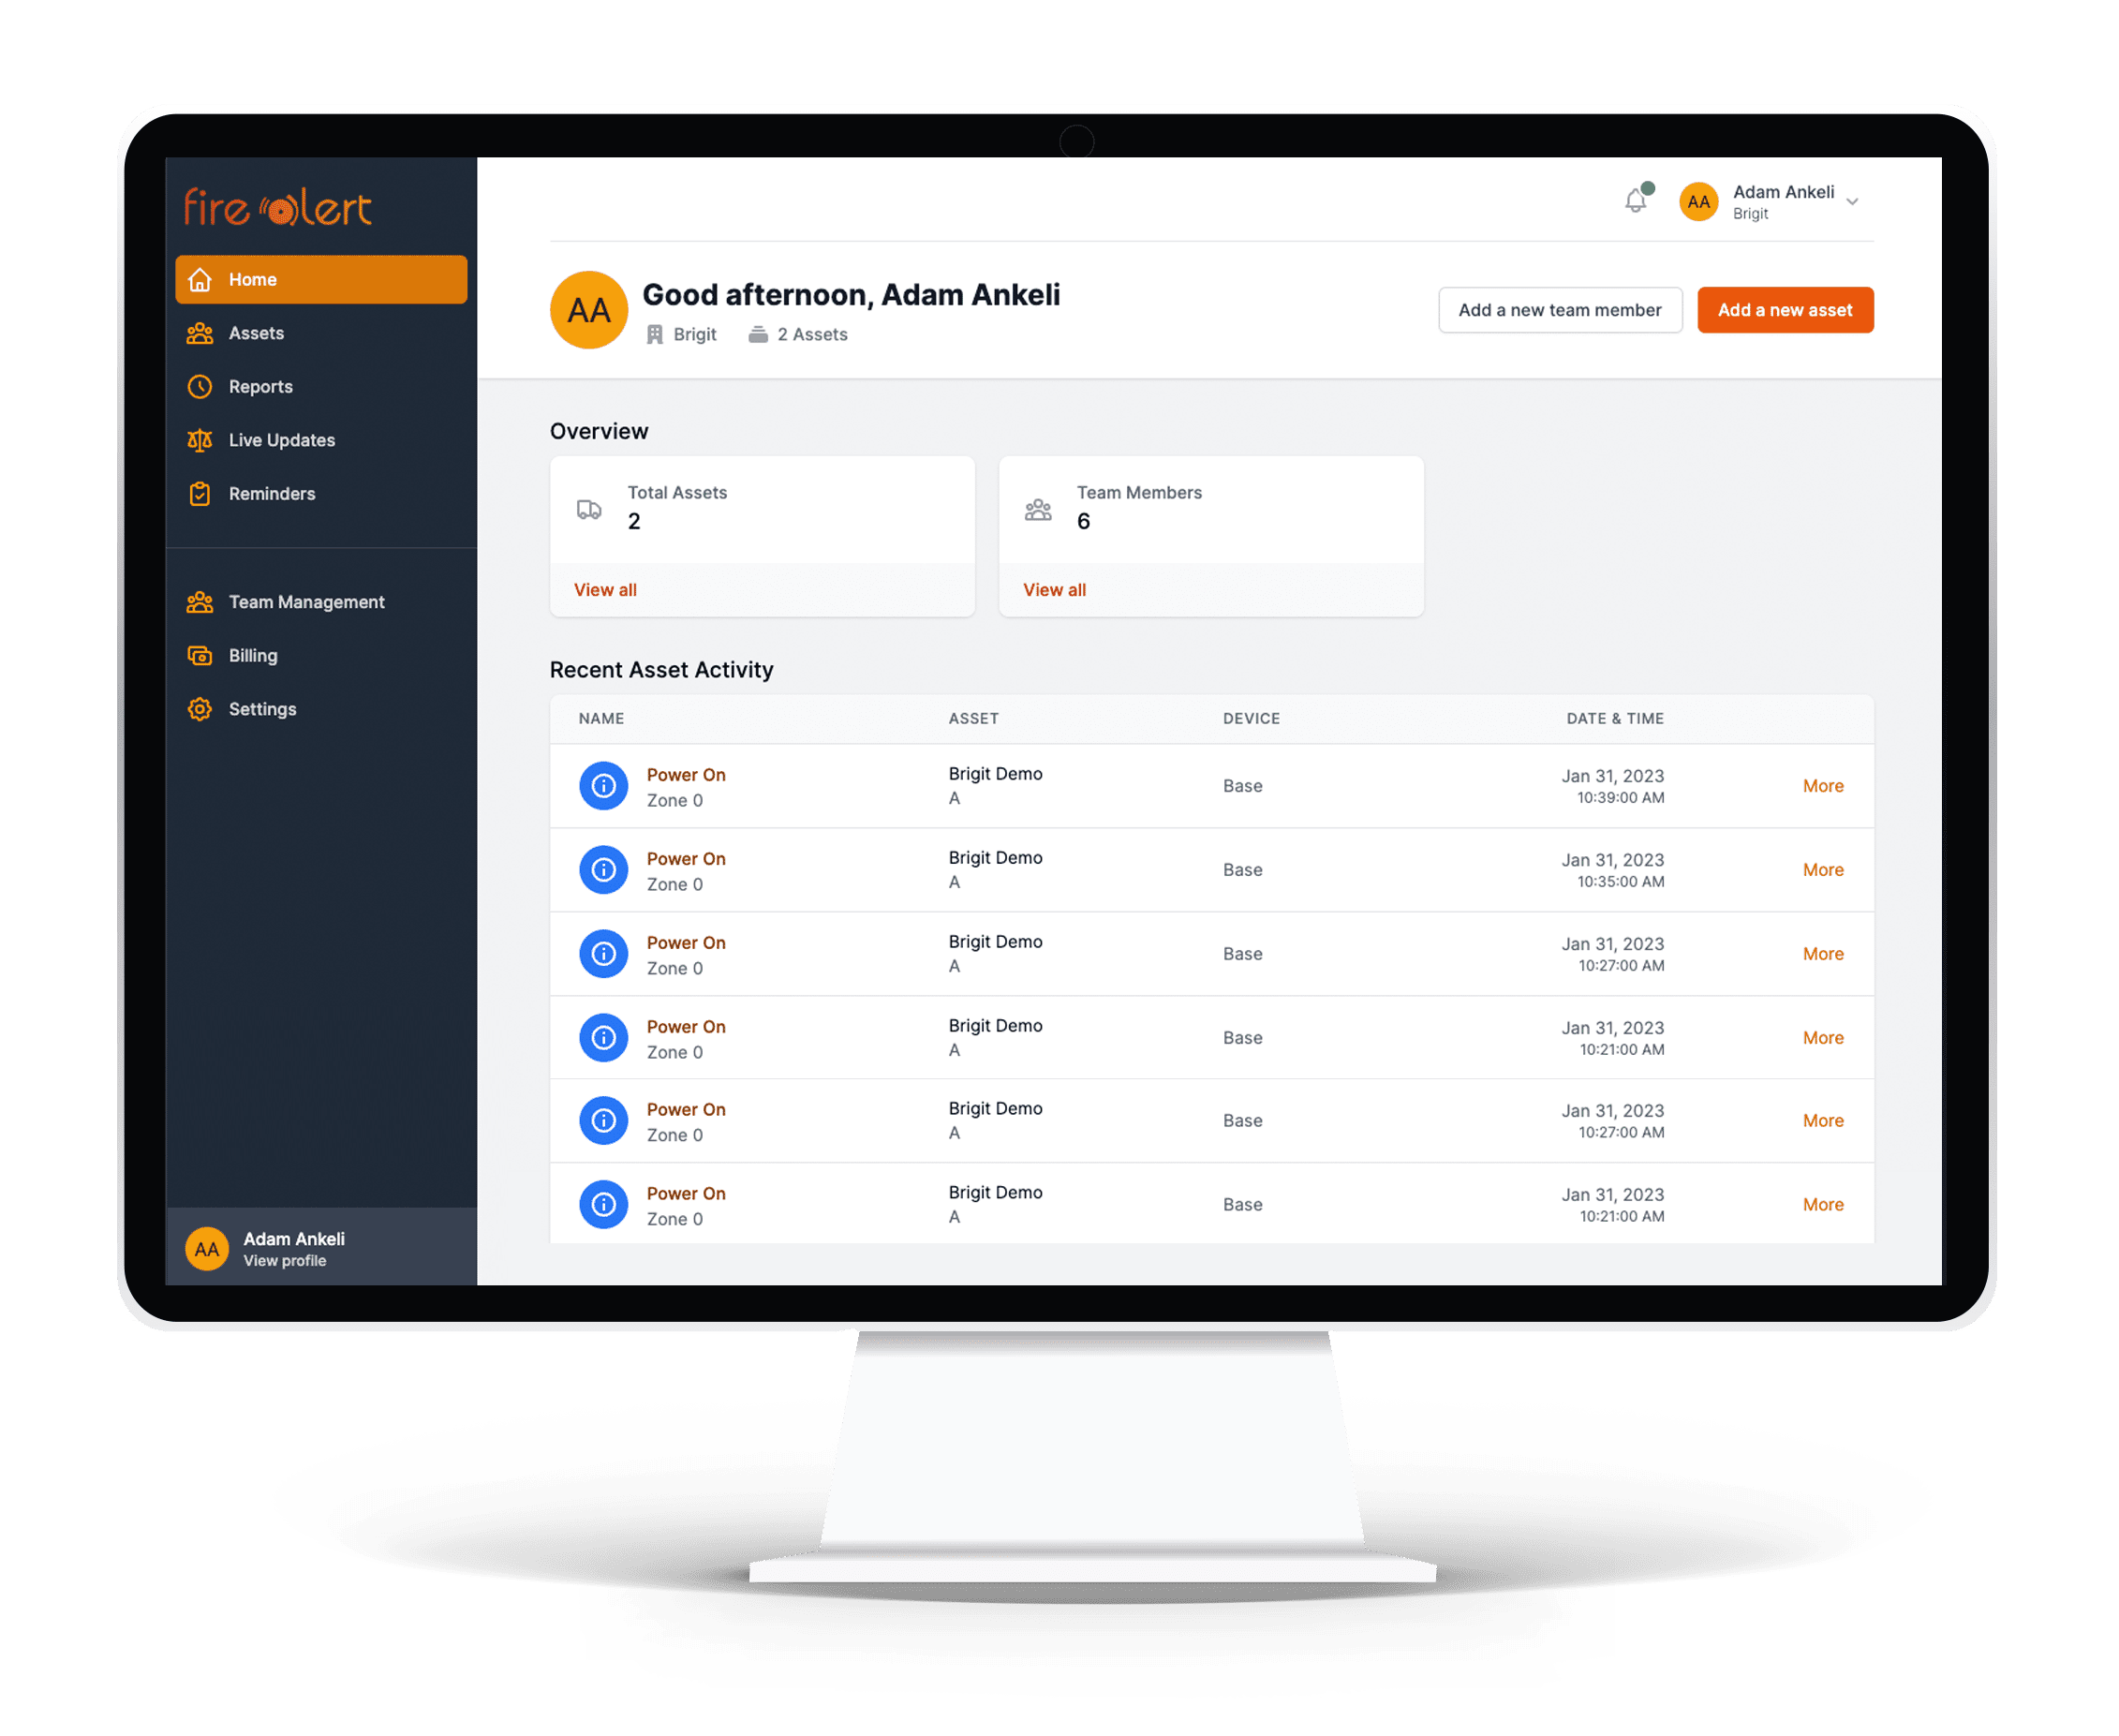 fire alert
Home
Assets
Reports
Live Updates
Reminders
Team Management
Billing
Settings
AA
Adam Ankeli
View profile
AA
Adam Ankeli
Brigit
AA
Good afternoon, Adam Ankeli
Brigit
2 Assets
Add a new team member
Add a new asset
Overview
Total Assets
2
View all
Team Members
6
View all
Recent Asset Activity
NAME ASSET DEVICE DATE & TIME
Power On
Zone 0
Brigit Demo
A
Base
Jan 31, 2023
10:39:00 AM
More
Power On
Zone 0
Brigit Demo
A
Base
Jan 31, 2023
10:35:00 AM
More
Power On
Zone 0
Brigit Demo
A
Base
Jan 31, 2023
10:27:00 AM
More
Power On
Zone 0
Brigit Demo
A
Base
Jan 31, 2023
10:21:00 AM
More
Power On
Zone 0
Brigit Demo
A
Base
Jan 31, 2023
10:27:00 AM
More
Power On
Zone 0
Brigit Demo
A
Base
Jan 31, 2023
10:21:00 AM
More